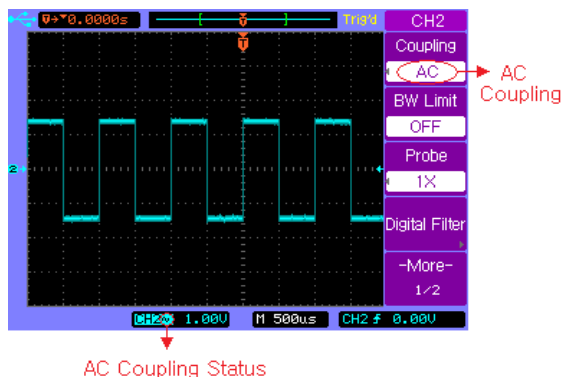 →▾0.0000s Trig'd CH2
T
Coupling
AC
AC
Coupling
BW Limit
OFF
Probe
1X
2
Digital Filter
-More-
1/2
CH2 1.00V M 500us CH2 0.00V
AC Coupling Status